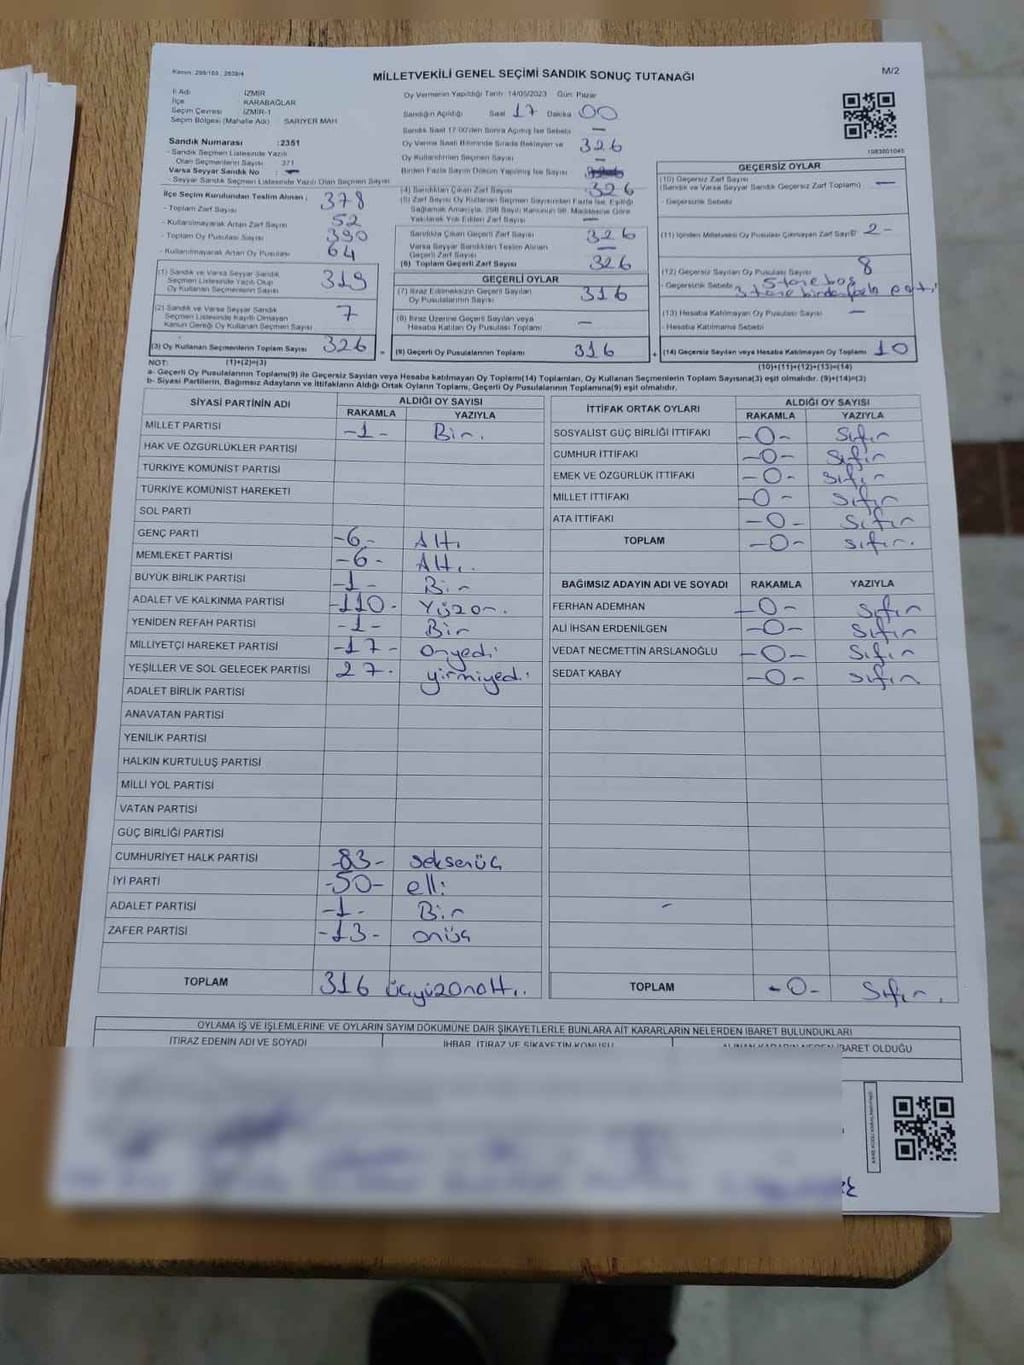 Kanun: 298/105 ; 2839/4
MİLLETVEKİLİ GENEL SEÇİMİ SANDIK SONUÇ TUTANAĞI
M/2
İl Adı : İZMİR
İlçe : KARABAĞLAR
Seçim Çevresi : İZMİR-1
Seçim Bölgesi (Mahalle Adı) : SARIYER MAH
Sandık Numarası : 2351
- Sandık Seçmen Listesinde Yazılı
Olan Seçmenlerin Sayısı : 371
Varsa Seyyar Sandık No : -
- Seyyar Sandık Seçmen Listesinde Yazılı Olan Seçmen Sayısı
İlçe Seçim Kurulundan Teslim Alınan : 378
- Toplam Zarf Sayısı
- Kullanılmayarak Artan Zarf Sayısı 52
- Toplam Oy Pusulası Sayısı 390
- Kullanılmayarak Artan Oy Pusulası 64
(1) Sandık ve Varsa Seyyar Sandık
Seçmen Listesinde Yazılı Olup
Oy Kullanan Seçmenlerin Sayısı 319
(2) Sandık ve Varsa Seyyar Sandık
Seçmen Listesinde Kayıtlı Olmayan
Kanun Gereği Oy Kullanan Seçmen Sayısı 7
(3) Oy Kullanan Seçmenlerin Toplam Sayısı 326
(1)+(2)=(3)
Oy Vermenin Yapıldığı Tarih: 14/05/2023 Gün: Pazar
Sandığın Açıldığı Saat 17 Dakika 00
Sandık Saat 17:00'den Sonra Açılmış İse Sebebi -
Oy Verme Saati Bitiminde Sırada Bekleyen ve
Oy Kullandırılan Seçmen Sayısı 326
Birden Fazla Sayım Döküm Yapılmış İse Sayısı -
(4) Sandıktan Çıkan Zarf Sayısı 326
(5) Zarf Sayısı Oy Kullanan Seçmen Sayısından Fazla İse, Eşitliği
Sağlamak Amacıyla, 298 Sayılı Kanunun 98. Maddesine Göre
Yakılarak Yok Edilen Zarf Sayısı -
Sandıkta Çıkan Geçerli Zarf Sayısı 326
Varsa Seyyar Sandıktan Teslim Alınan
Geçerli Zarf Sayısı -
(6) Toplam Geçerli Zarf Sayısı 326
GEÇERLİ OYLAR
(7) İtiraz Edilmeksizin Geçerli Sayılan
Oy Pusulalarının Sayısı 316
(8) İtiraz Üzerine Geçerli Sayılan veya
Hesaba Katılan Oy Pusulası Toplamı -
= (9) Geçerli Oy Pusulalarının Toplamı 316
1083801045
GEÇERSİZ OYLAR
(10) Geçersiz Zarf Sayısı
(Sandık ve Varsa Seyyar Sandık Geçersiz Zarf Toplamı) -
- Geçersizlik Sebebi
(11) İçinden Milletvekili Oy Pusulası Çıkmayan Zarf Sayısı 2-
(12) Geçersiz Sayılan Oy Pusulası Sayısı 8
- Geçersizlik Sebebi 5 tane boş
3 tane birden fazla parti
(13) Hesaba Katılmayan Oy Pusulası Sayısı -
- Hesaba Katılmama Sebebi
+ (14) Geçersiz Sayılan veya Hesaba Katılmayan Oy Toplamı 10
(10)+(11)+(12)+(13)=(14)
NOT:
a- Geçerli Oy Pusulalarının Toplamı(9) ile Geçersiz Sayılan veya Hesaba katılmayan Oy Toplamı(14) Toplamları, Oy Kullanan Seçmenlerin Toplam Sayısına(3) eşit olmalıdır. (9)+(14)=(3)
b- Siyasi Partilerin, Bağımsız Adayların ve İttifakların Aldığı Ortak Oyların Toplamı, Geçerli Oy Pusulalarının Toplamına(9) eşit olmalıdır.
SİYASİ PARTİNİN ADI ALDIĞI OY SAYISI
RAKAMLA YAZIYLA
MİLLET PARTİSİ -1- Bir.
HAK VE ÖZGÜRLÜKLER PARTİSİ
TÜRKİYE KOMÜNİST PARTİSİ
TÜRKİYE KOMÜNİST HAREKETİ
SOL PARTİ
GENÇ PARTİ -6- Altı
MEMLEKET PARTİSİ -6- Altı.
BÜYÜK BİRLİK PARTİSİ -1- Bir
ADALET VE KALKINMA PARTİSİ -110- Yüzon.
YENİDEN REFAH PARTİSİ -1- Bir
MİLLİYETÇİ HAREKET PARTİSİ -17- onyedi
YEŞİLLER VE SOL GELECEK PARTİSİ 27- yirmiyedi
ADALET BİRLİK PARTİSİ
ANAVATAN PARTİSİ
YENİLİK PARTİSİ
HALKIN KURTULUŞ PARTİSİ
MİLLİ YOL PARTİSİ
VATAN PARTİSİ
GÜÇ BİRLİĞİ PARTİSİ
CUMHURİYET HALK PARTİSİ -83- seksenüç
İYİ PARTİ -50- elli
ADALET PARTİSİ -1- Bir
ZAFER PARTİSİ -13- onüç
TOPLAM 316 üçyüzonaltı.
İTTİFAK ORTAK OYLARI ALDIĞI OY SAYISI
RAKAMLA YAZIYLA
SOSYALİST GÜÇ BİRLİĞİ İTTİFAKI -0- Sıfır
CUMHUR İTTİFAKI -0- Sıfır
EMEK VE ÖZGÜRLÜK İTTİFAKI -0- Sıfır
MİLLET İTTİFAKI -0- Sıfır
ATA İTTİFAKI -0- Sıfır
TOPLAM -0- sıfır.
BAĞIMSIZ ADAYIN ADI VE SOYADI RAKAMLA YAZIYLA
FERHAN ADEMHAN -0- Sıfır
ALİ İHSAN ERDENİLGEN -0- Sıfır
VEDAT NECMETTİN ARSLANOĞLU -0- Sıfır
SEDAT KABAY -0- Sıfır
TOPLAM -0- Sıfır.
OYLAMA İŞ VE İŞLEMLERİNE VE OYLARIN SAYIM DÖKÜMÜNE DAİR ŞİKAYETLERLE BUNLARA AİT KARARLARIN NELERDEN İBARET BULUNDUKLARI
İTİRAZ EDENİN ADI VE SOYADI İHBAR, İTİRAZ VE ŞİKAYETİN KONUSU ALINAN KARARIN NEDEN İBARET OLDUĞU